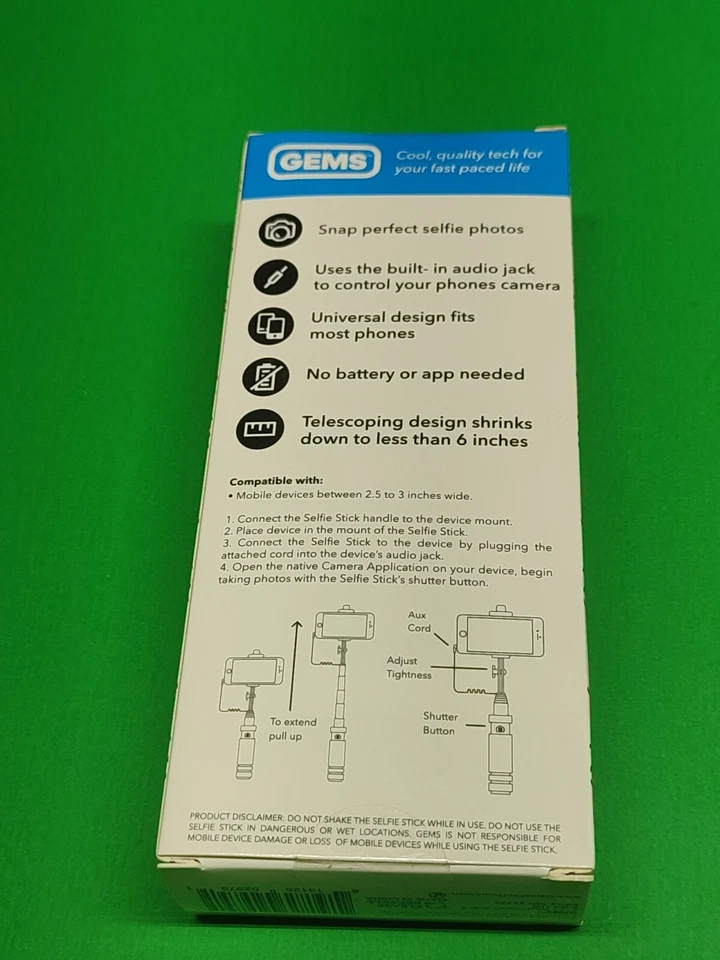 GEMS™
Cool, quality tech for
your fast paced life
Snap perfect selfie photos
Uses the built- in audio jack
to control your phones camera
Universal design fits
most phones
No battery or app needed
Telescoping design shrinks
down to less than 6 inches
Compatible with:
• Mobile devices between 2.5 to 3 inches wide.
1. Connect the Selfie Stick handle to the device mount.
2. Place device in the mount of the Selfie Stick.
3. Connect the Selfie Stick to the device by plugging the
attached cord into the device's audio jack.
4. Open the native Camera Application on your device, begin
taking photos with the Selfie Stick's shutter button.
To extend
pull up
Aux
Cord
Adjust
Tightness
Shutter
Button
PRODUCT DISCLAIMER: DO NOT SHAKE THE SELFIE STICK WHILE IN USE. DO NOT USE THE
SELFIE STICK IN DANGEROUS OR WET LOCATIONS. GEMS IS NOT RESPONSIBLE FOR
MOBILE DEVICE DAMAGE OR LOSS OF MOBILE DEVICES WHILE USING THE SELFIE STICK.